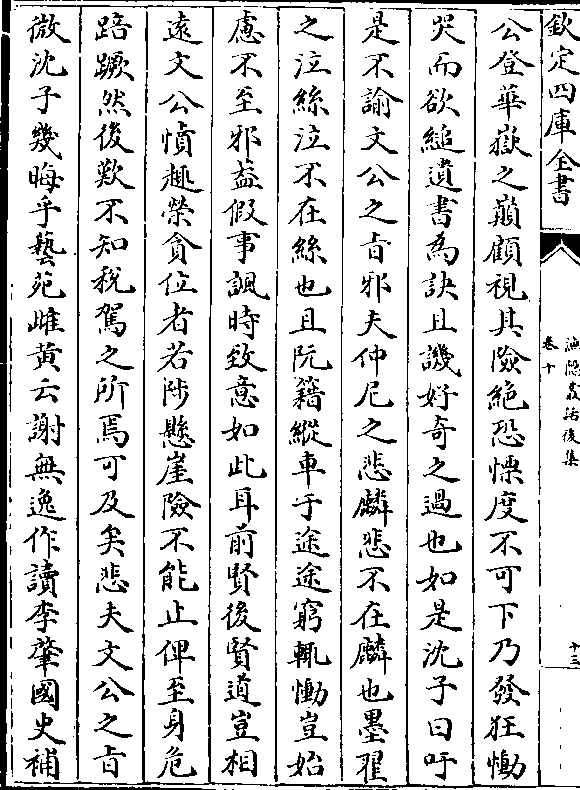 欽定四庫全書
漁隱叢話後集
卷十
十三
公登華嶽之巔顧視其險絶恐慄度不可下乃發狂慟
哭而欲縋遺書為訣且譏好奇之過也如是沈子曰吁
是不諭文公之㫖邪夫仲尼之悲麟悲不在麟也墨翟
之泣絲泣不在絲也且阮籍縱車于途途窮輒慟豈始
慮不至邪葢假事諷時致意如此耳前賢後賢道豈相
遠文公憤趣榮貪位者若陟懸崖險不能止俾至身危
踣蹶然後歎不知稅駕之所焉可及矣悲夫文公之㫖
微沈子幾晦乎藝苑雌黄云謝無逸作讀李肇國史補